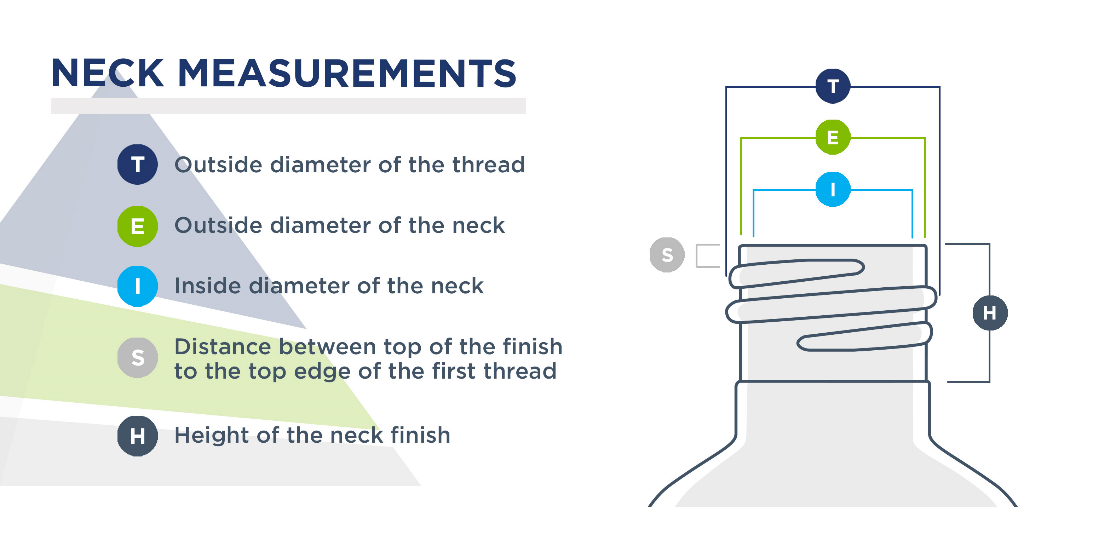 NECK MEASUREMENTS
T Outside diameter of the thread
E Outside diameter of the neck
I Inside diameter of the neck
S Distance between top of the finish
to the top edge of the first thread
H Height of the neck finish
T
E
I
S
H